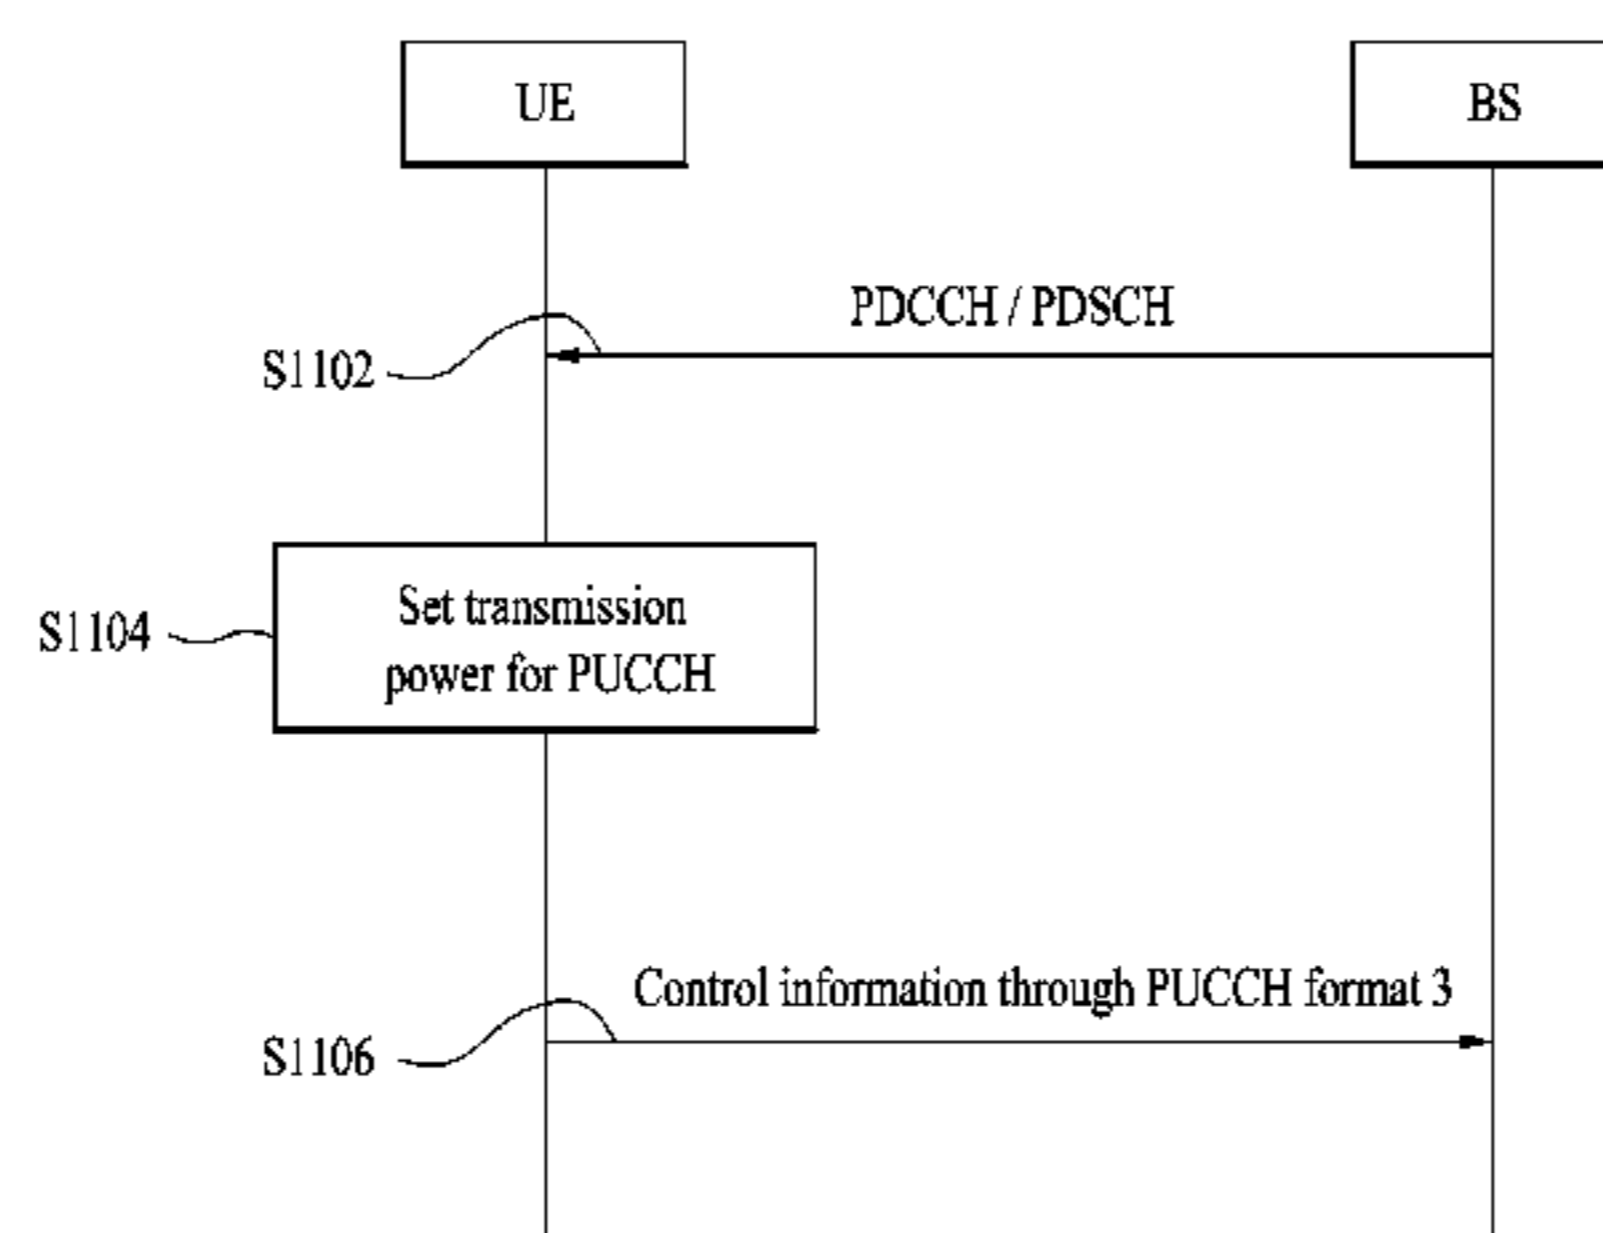 UE
BS
PDCCH / PDSCH
S1102
Set transmission
S1104
power for PUCCH
Control information through PUCCH format 3
S1106